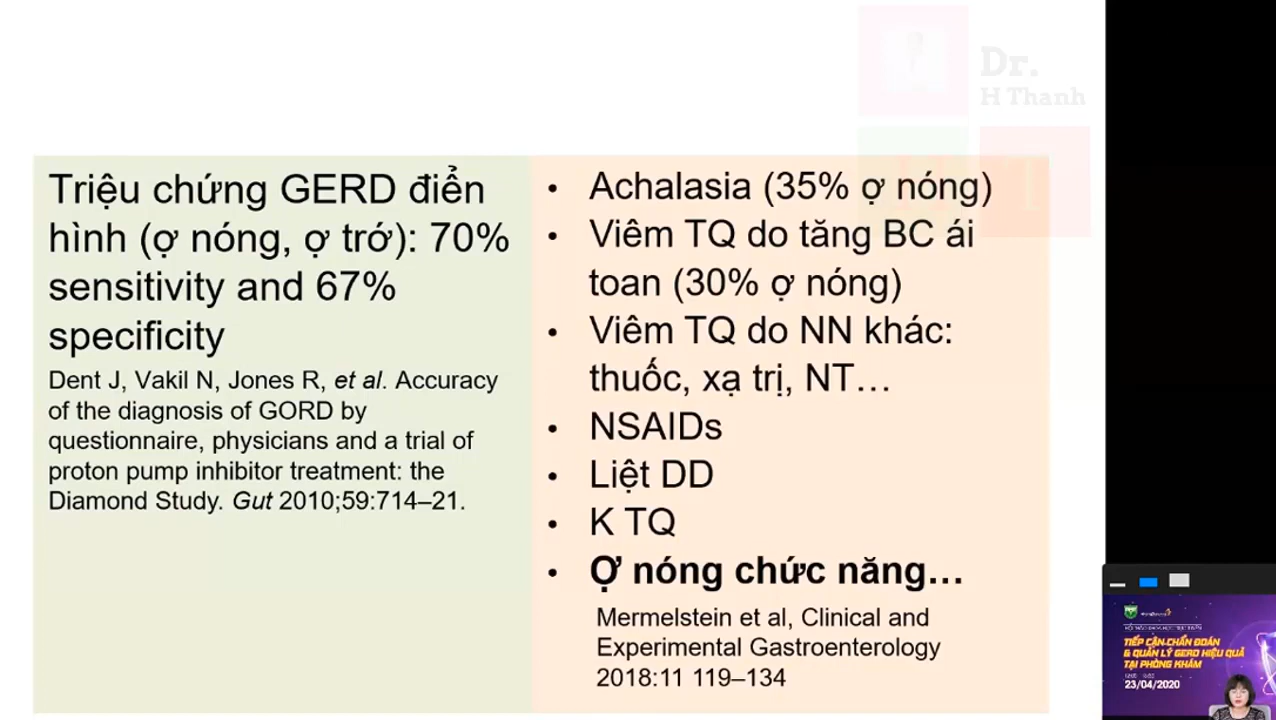 Dr.
H Thanh
Triệu chứng GERD điển
hình (ợ nóng, ợ trớ): 70%
sensitivity and 67%
specificity
Dent J, Vakil N, Jones R, et al. Accuracy
of the diagnosis of GORD by
questionnaire, physicians and a trial of
proton pump inhibitor treatment: the
Diamond Study. Gut 2010;59:714–21.
• Achalasia (35% ợ nóng)
• Viêm TQ do tăng BC ái
toan (30% ợ nóng)
• Viêm TQ do NN khác:
thuốc, xạ trị, NT…
• NSAIDs
• Liệt DD
• K TQ
• Ợ nóng chức năng…
Mermelstein et al, Clinical and
Experimental Gastroenterology
2018:11 119–134
TIẾP CẬN-CHẨN ĐOÁN
& QUẢN LÝ GERD HIỆU QUẢ
TẠI PHÒNG KHÁM
23/04/2020